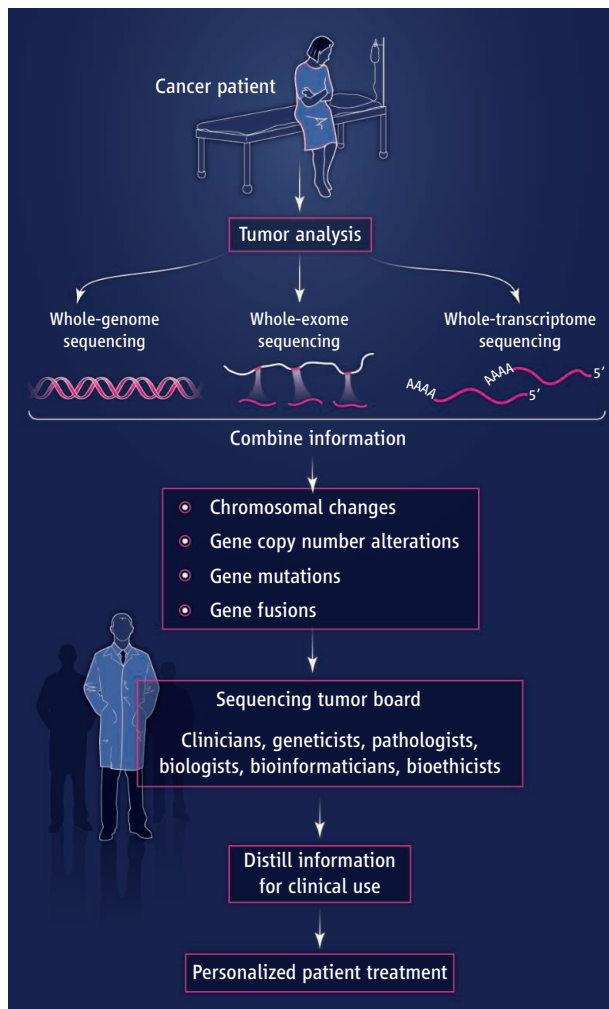 Cancer patient
Tumor analysis
Whole-genome
sequencing
Whole-exome
sequencing
Whole-transcriptome
sequencing
AAAA
5’
AAAA
5’
Combine information
Chromosomal changes
Gene copy number alterations
Gene mutations
Gene fusions
Sequencing tumor board
Clinicians, geneticists, pathologists,
biologists, bioinformaticians, bioethicists
Distill information
for clinical use
Personalized patient treatment